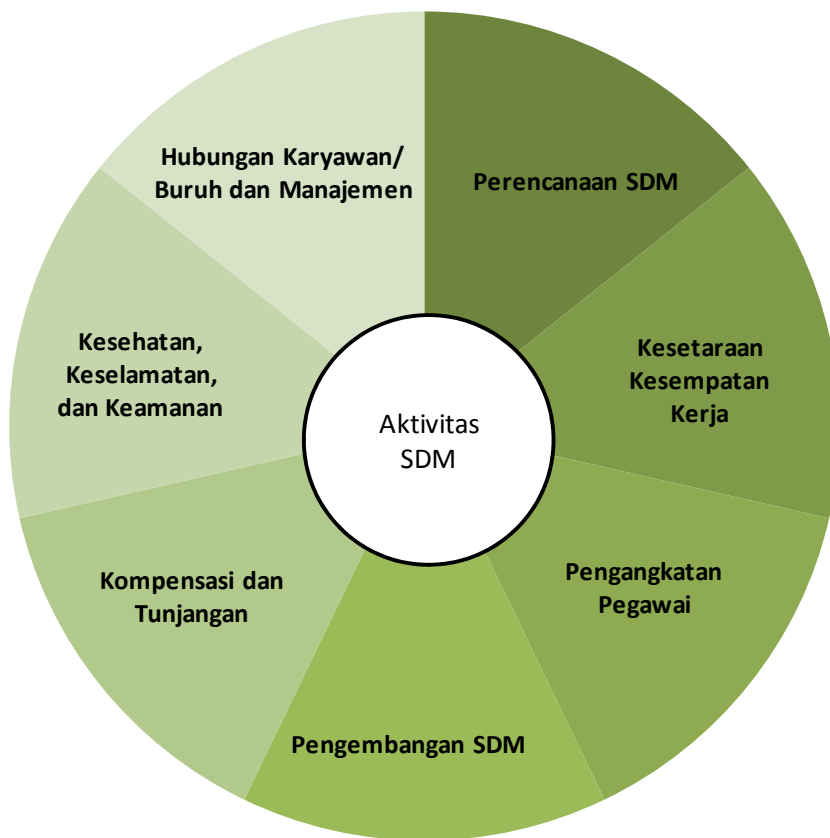 Hubungan Karyawan/
Buruh dan Manajemen
Perencanaan SDM
Kesetaraan
Kesempatan
Kerja
Pengangkatan
Pegawai
Pengembangan SDM
Kompensasi dan
Tunjangan
Kesehatan,
Keselamatan,
dan Keamanan
Aktivitas
SDM